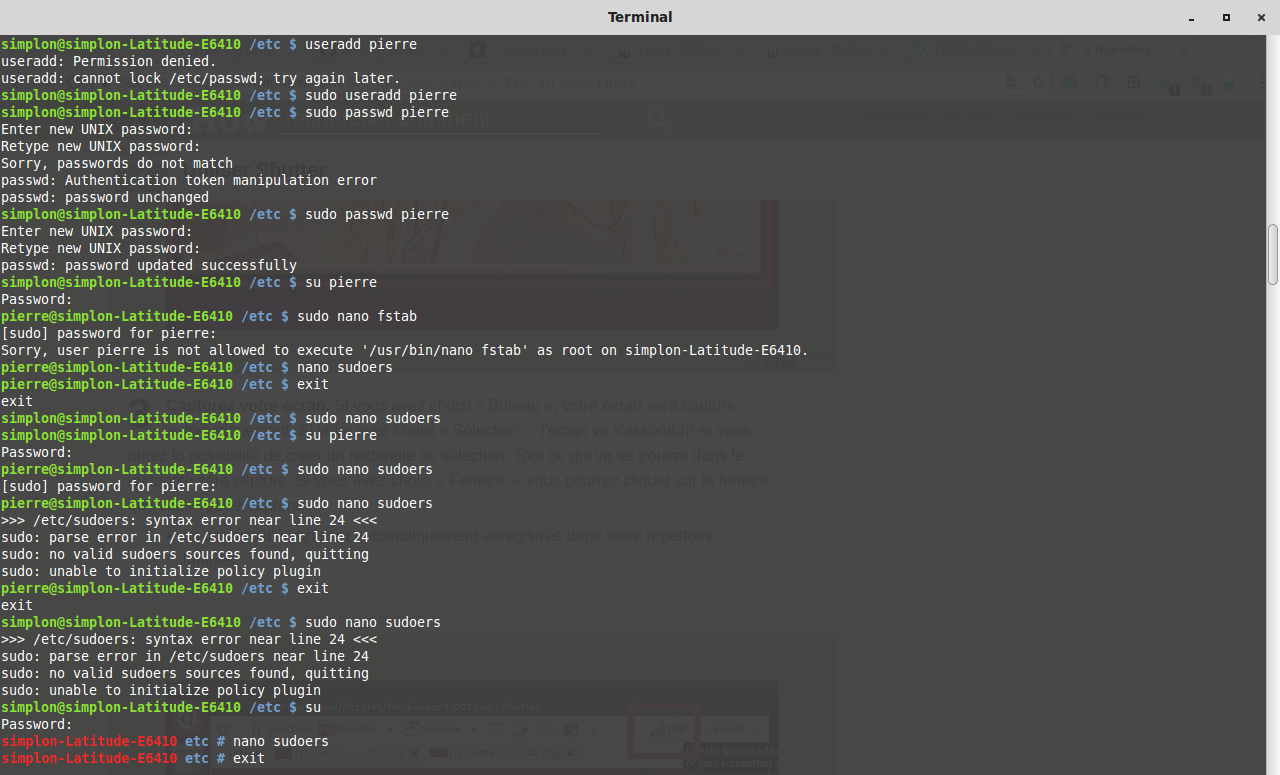 Terminal
simplon@simplon-Latitude-E6410 /etc $ useradd pierre
useradd: Permission denied.
useradd: cannot lock /etc/passwd; try again later.
simplon@simplon-Latitude-E6410 /etc $ sudo useradd pierre
simplon@simplon-Latitude-E6410 /etc $ sudo passwd pierre
Enter new UNIX password:
Retype new UNIX password:
Sorry, passwords do not match
passwd: Authentication token manipulation error
passwd: password unchanged
simplon@simplon-Latitude-E6410 /etc $ sudo passwd pierre
Enter new UNIX password:
Retype new UNIX password:
passwd: password updated successfully
simplon@simplon-Latitude-E6410 /etc $ su pierre
Password:
pierre@simplon-Latitude-E6410 /etc $ sudo nano fstab
[sudo] password for pierre:
Sorry, user pierre is not allowed to execute '/usr/bin/nano fstab' as root on simplon-Latitude-E6410.
pierre@simplon-Latitude-E6410 /etc $ nano sudoers
pierre@simplon-Latitude-E6410 /etc $ exit
exit
simplon@simplon-Latitude-E6410 /etc $ sudo nano sudoers
simplon@simplon-Latitude-E6410 /etc $ su pierre
Password:
pierre@simplon-Latitude-E6410 /etc $ sudo nano sudoers
[sudo] password for pierre:
pierre@simplon-Latitude-E6410 /etc $ sudo nano sudoers
>>> /etc/sudoers: syntax error near line 24 <<<
sudo: parse error in /etc/sudoers near line 24
sudo: no valid sudoers sources found, quitting
sudo: unable to initialize policy plugin
pierre@simplon-Latitude-E6410 /etc $ exit
exit
simplon@simplon-Latitude-E6410 /etc $ sudo nano sudoers
>>> /etc/sudoers: syntax error near line 24 <<<
sudo: parse error in /etc/sudoers near line 24
sudo: no valid sudoers sources found, quitting
sudo: unable to initialize policy plugin
simplon@simplon-Latitude-E6410 /etc $ su
Password:
simplon-Latitude-E6410 etc # nano sudoers
simplon-Latitude-E6410 etc # exit